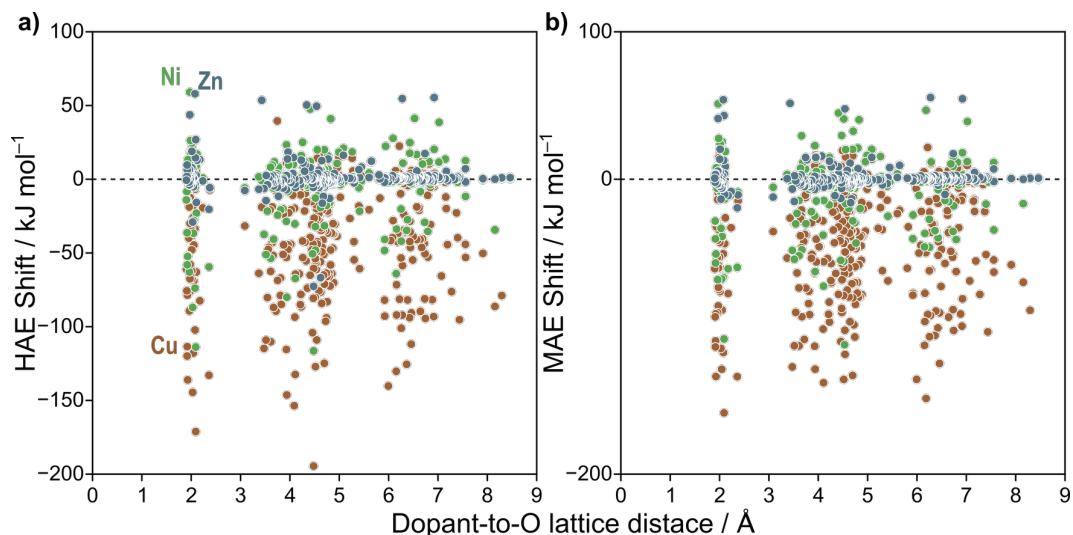 a)
b)
100
50
0
−50
−100
−150
−200
HAE Shift / kJ mol⁻¹
Ni
Zn
Cu
0 1 2 3 4 5 6 7 8 9
100
0
−200
MAE Shift / kJ mol⁻¹
0 1 2 3 4 5 6 7 8 9
Dopant-to-O lattice distace / Å